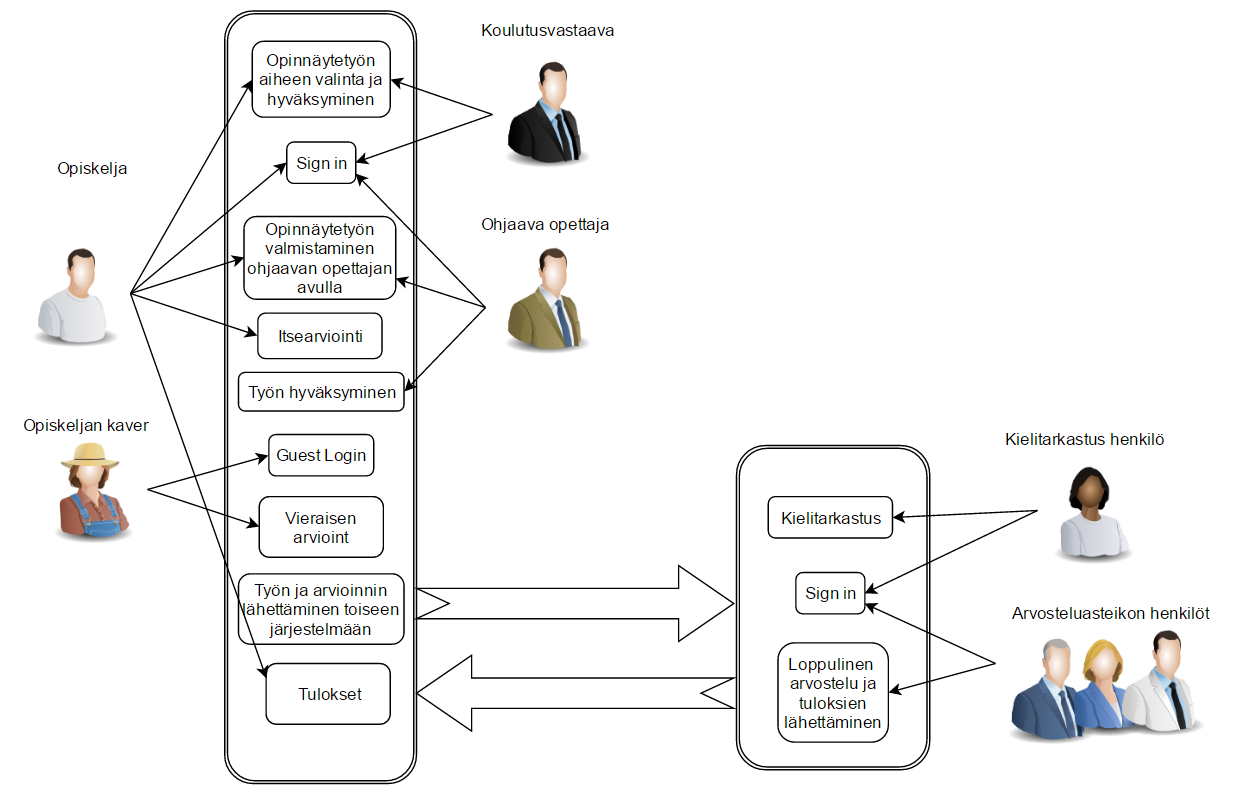 Koulutusvastaava
Opinnäytetyön
aiheen valinta ja
hyväksyminen
Sign in
Opiskelja
Opinnäytetyön
valmistaminen
ohjaavan opettajan
avulla
Ohjaava opettaja
Itsearviointi
Työn hyväksyminen
Opiskeljan kaver
Guest Login
Vieraisen
arvioint
Työn ja arvioinnin
lähettäminen toiseen
järjestelmään
Tulokset
Kielitarkastus henkilö
Kielitarkastus
Sign in
Arvosteluasteikon henkilöt
Loppulinen
arvostelu ja
tuloksien
lähettäminen